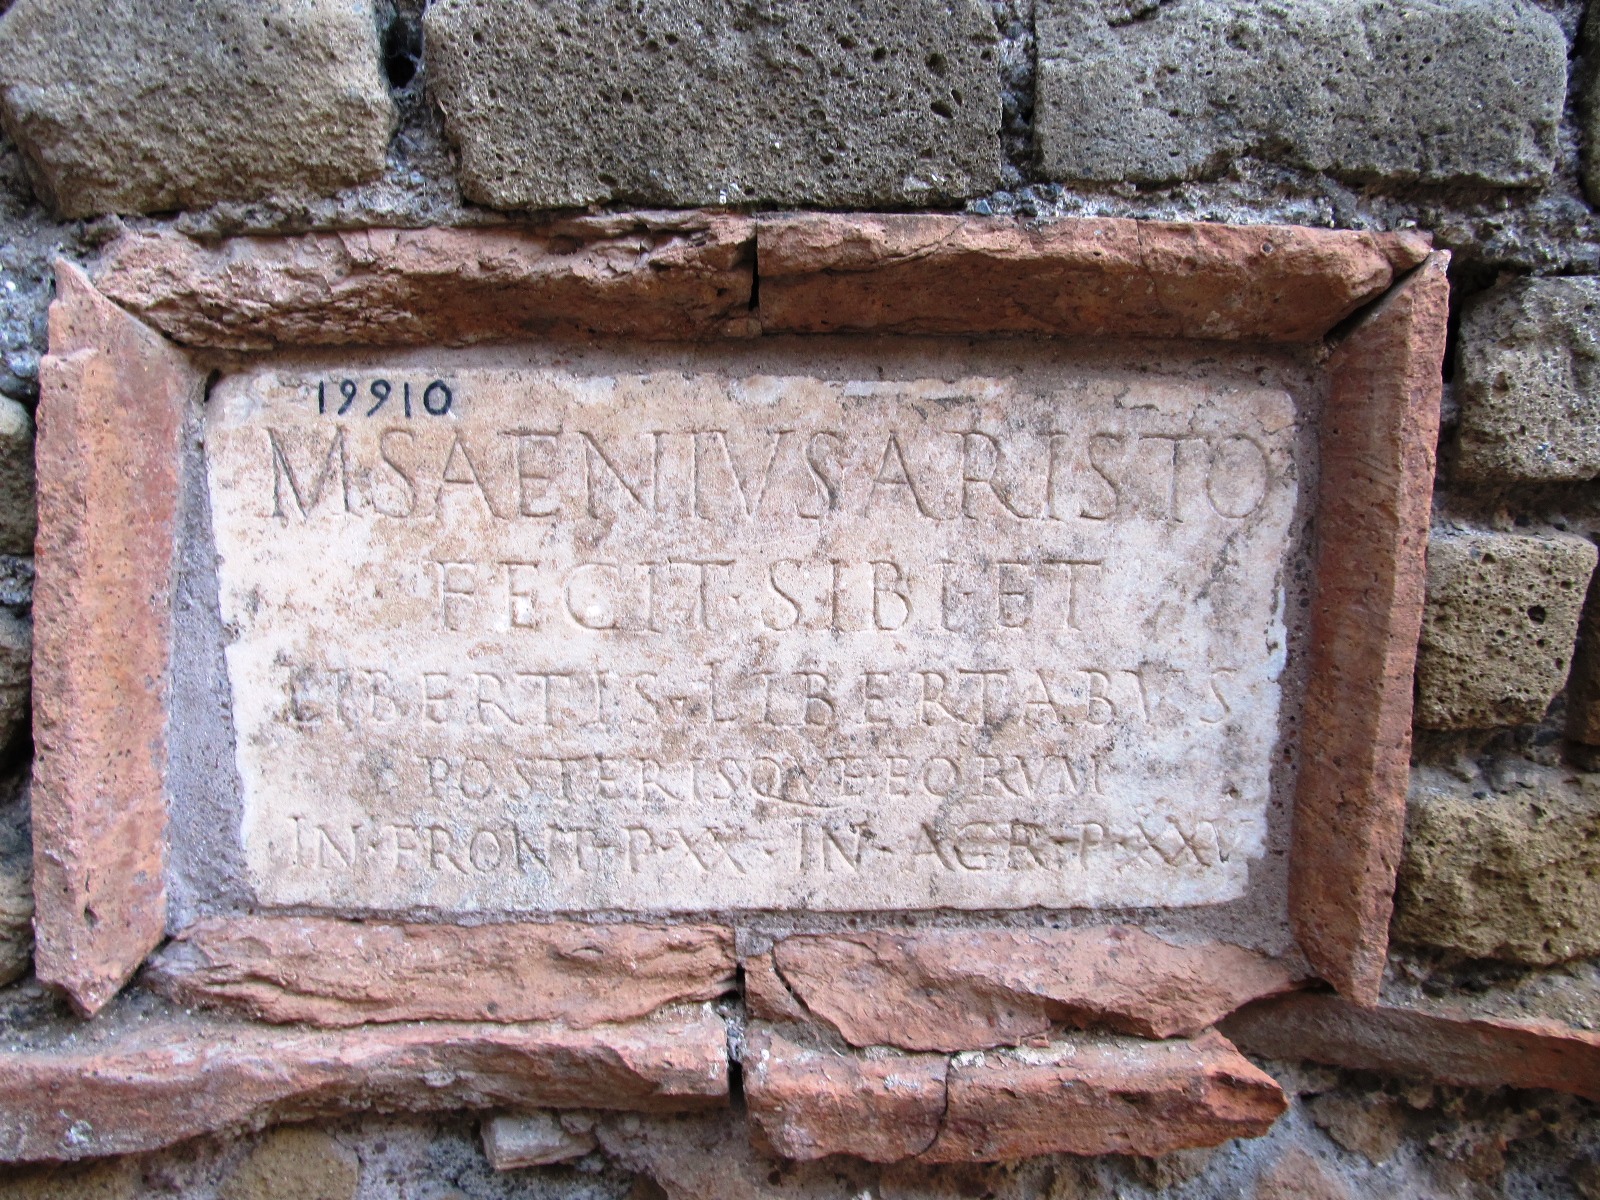 19910
M·SAENIVS·ARISTO
FECIT·SIBI·ET
LIBERTIS·LIBERTABVS
POSTERISQVE·EORVM
IN·FRONT·P·XX·IN·AGR·P·XXV